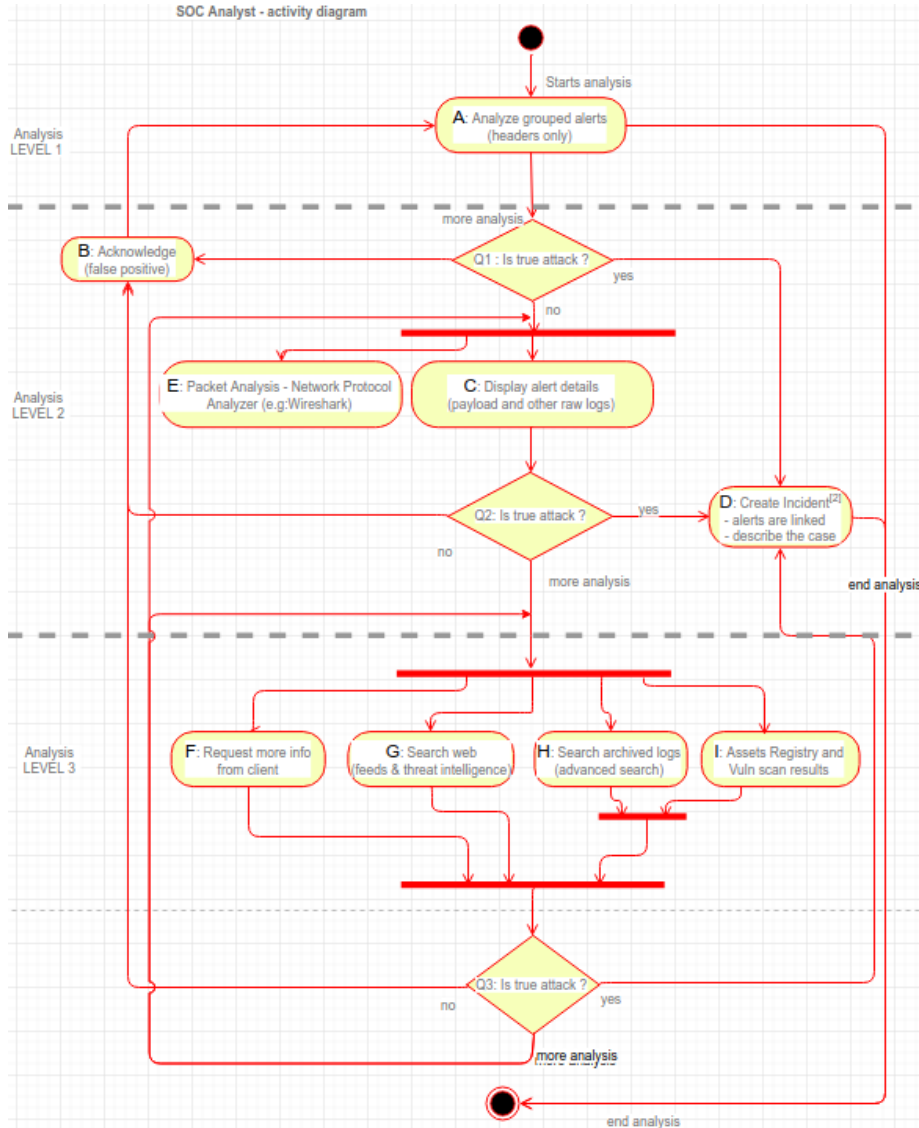 SOC Analyst - activity diagram
Starts analysis
A: Analyze grouped alerts
(headers only)
Analysis
LEVEL 1
more analysis
B: Acknowledge
(false positive)
Q1 : Is true attack ?
yes
no
E: Packet Analysis - Network Protocol
Analyzer (e.g:Wireshark)
C: Display alert details
(payload and other raw logs)
Analysis
LEVEL 2
Q2: Is true attack ?
yes
no
D: Create Incident[2]
- alerts are linked
- describe the case
more analysis
end analysis
Analysis
LEVEL 3
F: Request more info
from client
G: Search web
(feeds & threat intelligence)
H: Search archived logs
(advanced search)
I: Assets Registry and
Vuln scan results
Q3: Is true attack ?
no
yes
more analysis
end analysis